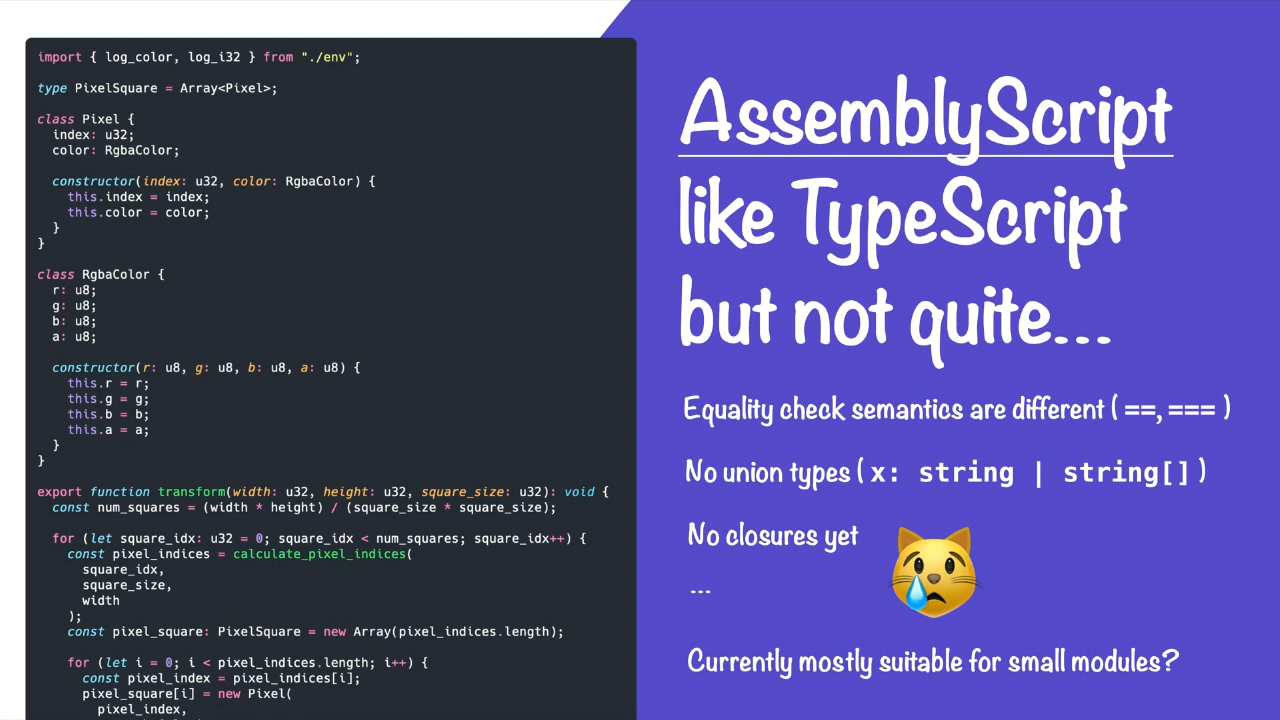 import { log_color, log_i32 } from "./env";
type PixelSquare = Array<Pixel>;
class Pixel {
index: u32;
color: RgbaColor;
constructor(index: u32, color: RgbaColor) {
this.index = index;
this.color = color;
}
}
class RgbaColor {
r: u8;
g: u8;
b: u8;
a: u8;
constructor(r: u8, g: u8, b: u8, a: u8) {
this.r = r;
this.g = g;
this.b = b;
this.a = a;
}
}
export function transform(width: u32, height: u32, square_size: u32): void {
const num_squares = (width * height) / (square_size * square_size);
for (let square_idx: u32 = 0; square_idx < num_squares; square_idx++) {
const pixel_indices = calculate_pixel_indices(
square_idx,
square_size,
width
);
const pixel_square: PixelSquare = new Array(pixel_indices.length);
for (let i = 0; i < pixel_indices.length; i++) {
const pixel_index = pixel_indices[i];
pixel_square[i] = new Pixel(
pixel_index,
AssemblyScript
like TypeScript
but not quite...
Equality check semantics are different ( ==, === )
No union types ( x: string | string[] )
No closures yet
...
Currently mostly suitable for small modules?